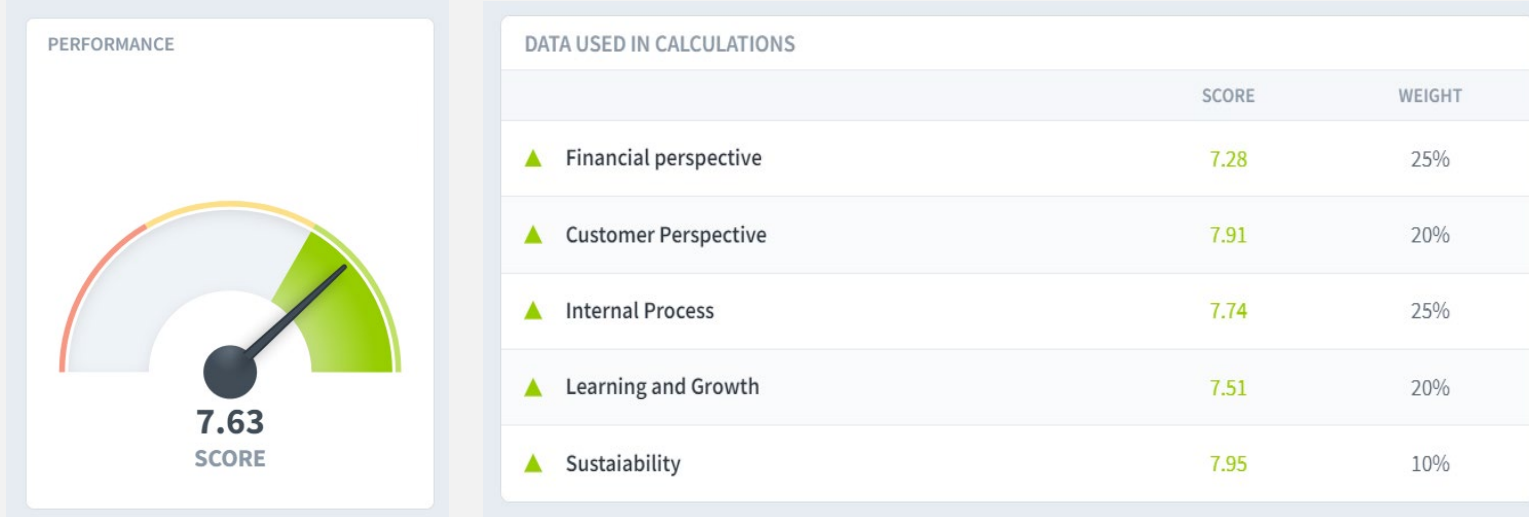 PERFORMANCE
7.63
SCORE
DATA USED IN CALCULATIONS
SCORE WEIGHT
Financial perspective 7.28 25%
Customer Perspective 7.91 20%
Internal Process 7.74 25%
Learning and Growth 7.51 20%
Sustaiability 7.95 10%